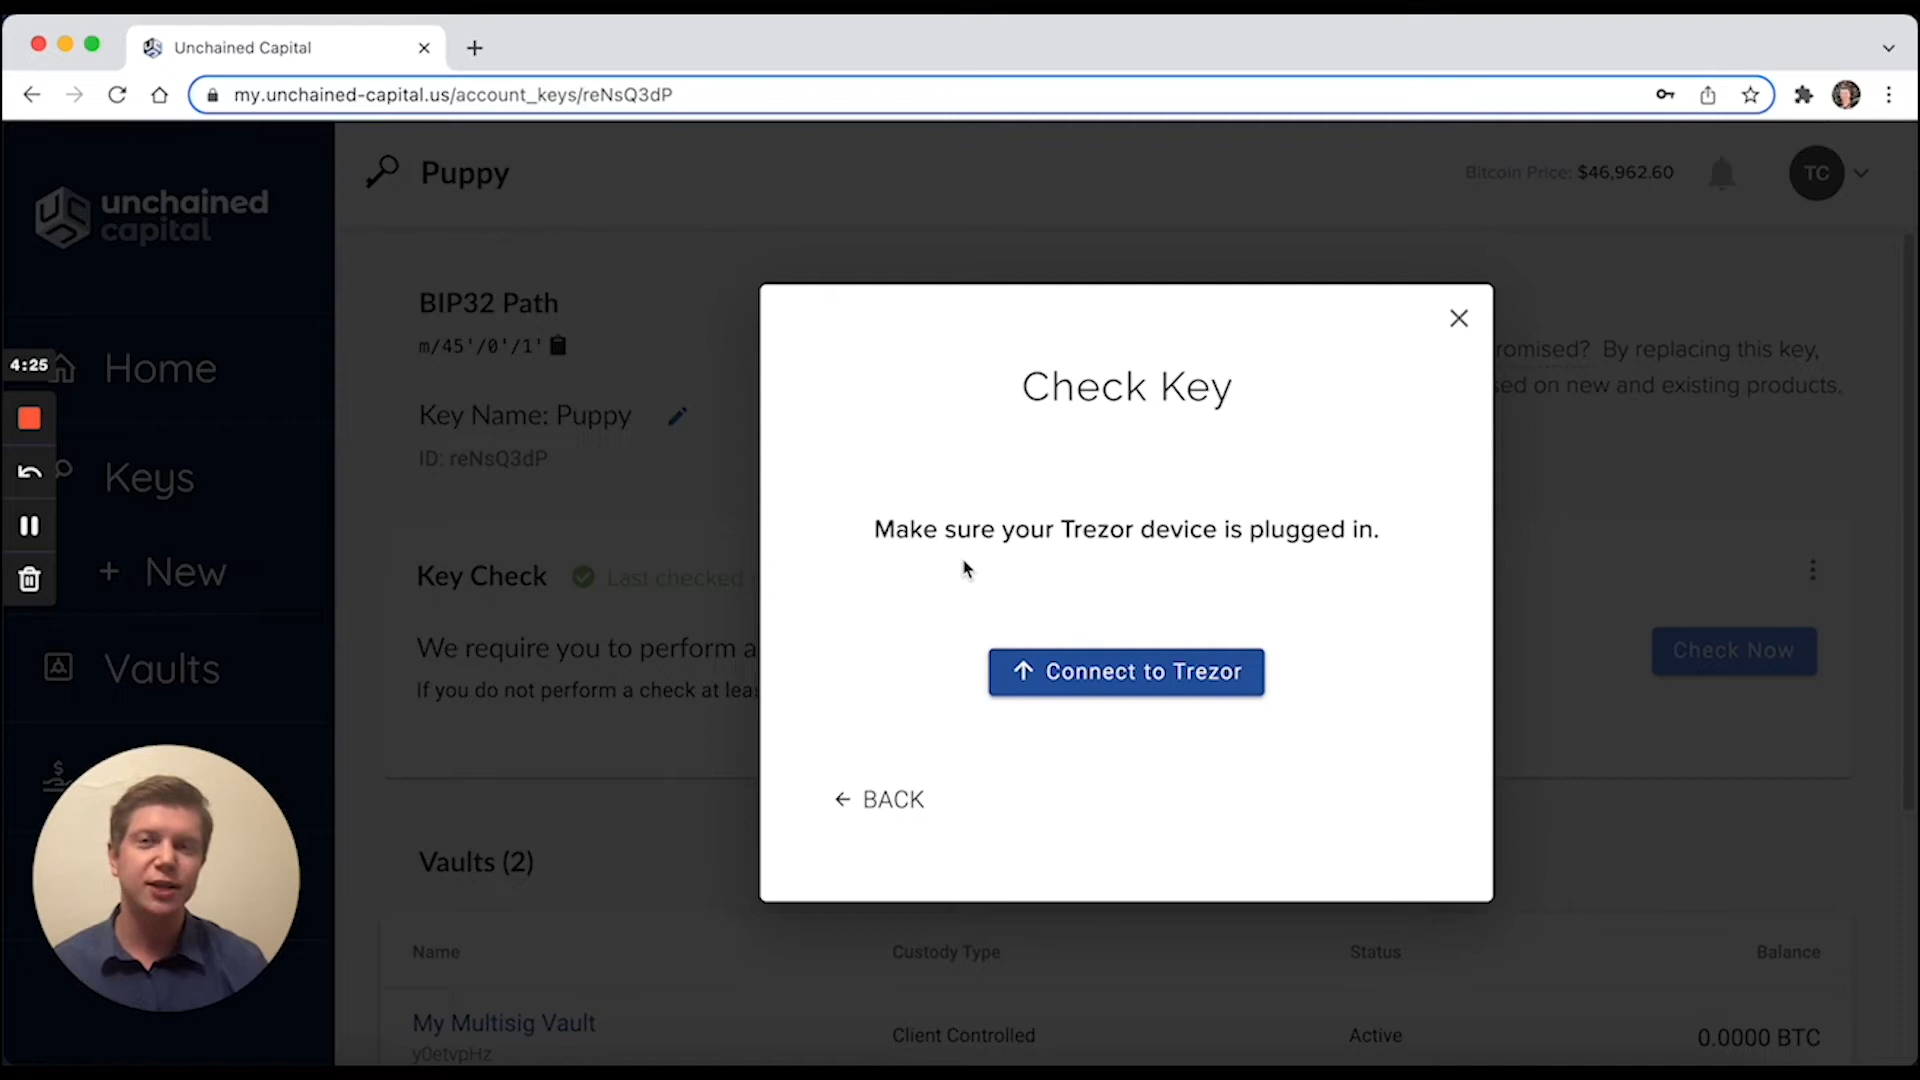 Unchained Capital
my.unchained-capital.us/account_keys/reNsQ3dP
unchained
capital
Puppy
Bitcoin Price: $46,962.60
TC
BIP32 Path
m/45'/0'/1'
Key Name: Puppy
ID: reNsQ3dP
romised? By replacing this key,
sed on new and existing products.
4:25
Home
Keys
+ New
Vaults
Check Key
Make sure your Trezor device is plugged in.
Connect to Trezor
BACK
Key Check
Last checked
We require you to perform a
If you do not perform a check at leas
Check Now
Vaults (2)
Name Custody Type Status Balance
My Multisig Vault Client Controlled Active 0.0000 BTC
y0etvpHz